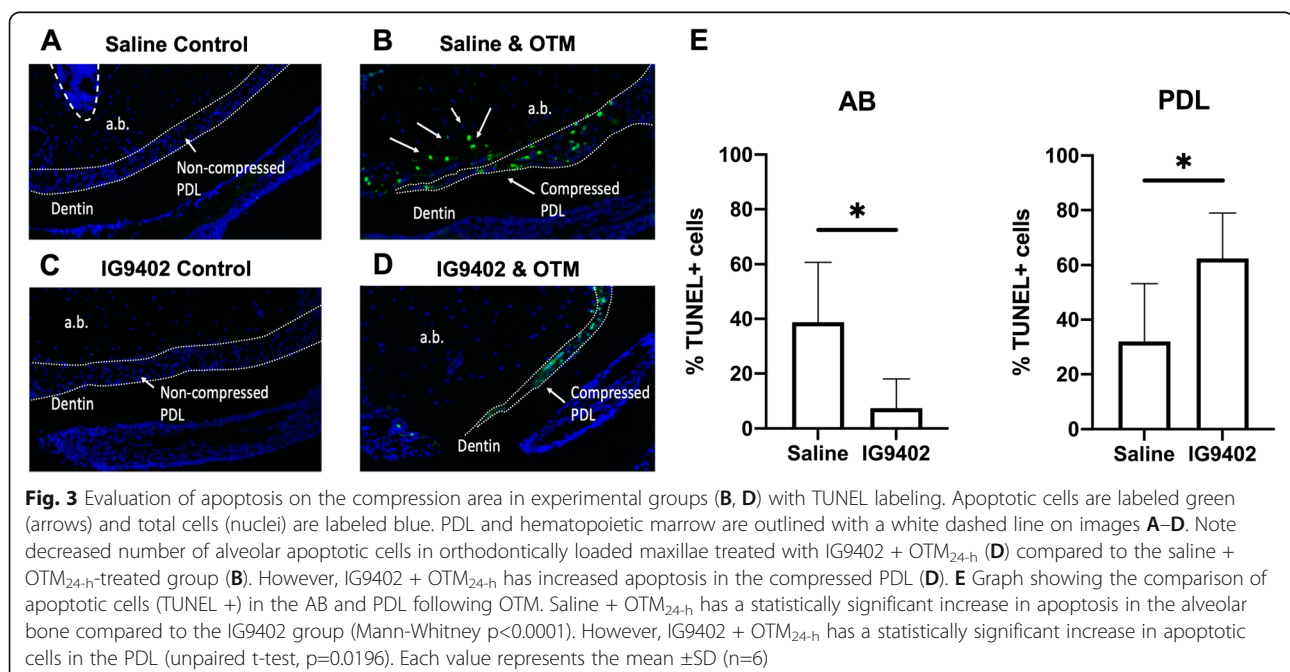 A Saline Control
a.b.
Non-compressed
PDL
Dentin
B Saline & OTM
a.b.
Compressed
PDL
Dentin
C IG9402 Control
a.b.
Non-compressed
PDL
Dentin
D IG9402 & OTM
a.b.
Compressed
PDL
Dentin
E
AB
% TUNEL+ cells
100
80
60
40
20
0
*
Saline IG9402
PDL
% TUNEL+ cells
100
80
60
40
20
0
*
Saline IG9402
Fig. 3 Evaluation of apoptosis on the compression area in experimental groups (B, D) with TUNEL labeling. Apoptotic cells are labeled green
(arrows) and total cells (nuclei) are labeled blue. PDL and hematopoietic marrow are outlined with a white dashed line on images A–D. Note
decreased number of alveolar apoptotic cells in orthodontically loaded maxillae treated with IG9402 + OTM24-h (D) compared to the saline +
OTM24-h-treated group (B). However, IG9402 + OTM24-h has increased apoptosis in the compressed PDL (D). E Graph showing the comparison of
apoptotic cells (TUNEL +) in the AB and PDL following OTM. Saline + OTM24-h has a statistically significant increase in apoptosis in the alveolar
bone compared to the IG9402 group (Mann-Whitney p<0.0001). However, IG9402 + OTM24-h has a statistically significant increase in apoptotic
cells in the PDL (unpaired t-test, p=0.0196). Each value represents the mean ±SD (n=6)